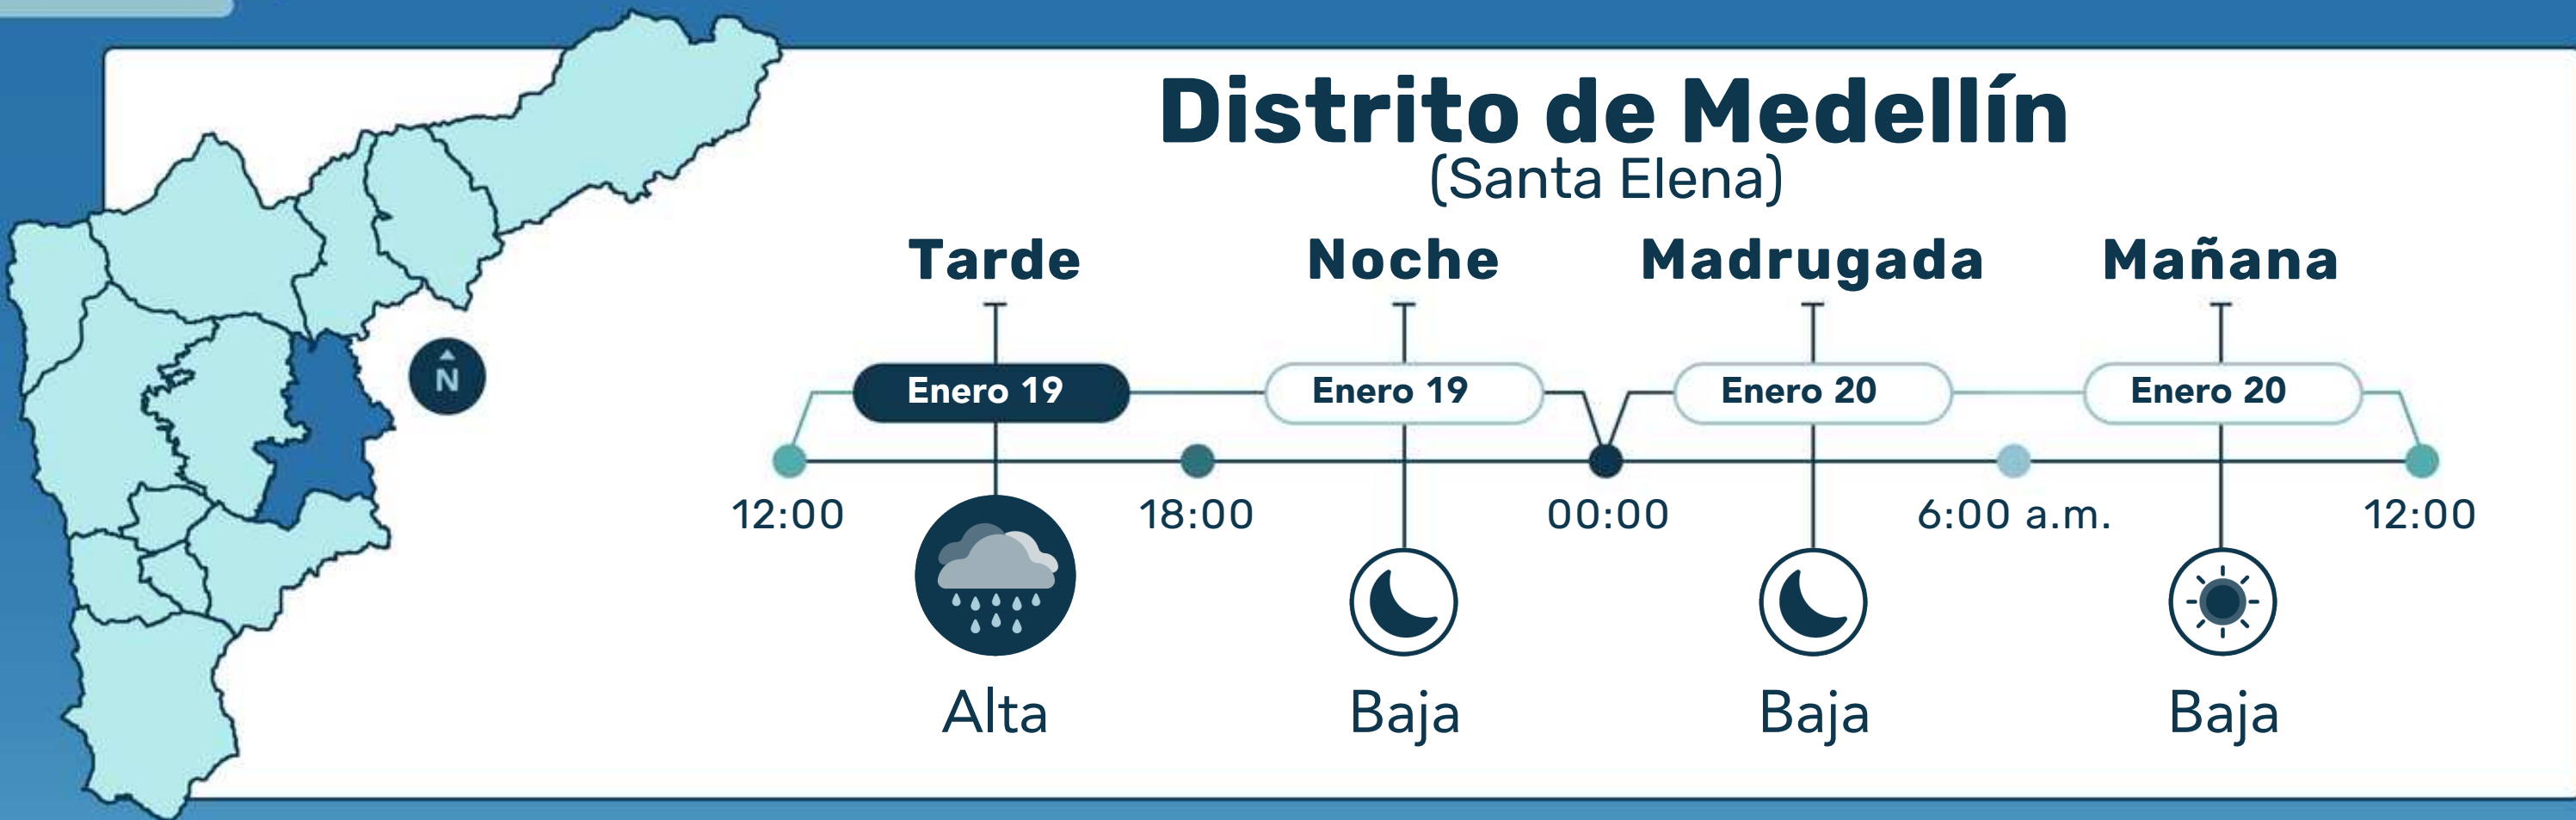 Distrito de Medellín
(Santa Elena)
Tarde Noche Madrugada Mañana
Enero 19 Enero 19 Enero 20 Enero 20
N
12:00 18:00 00:00 6:00 a.m. 12:00
Alta Baja Baja Baja